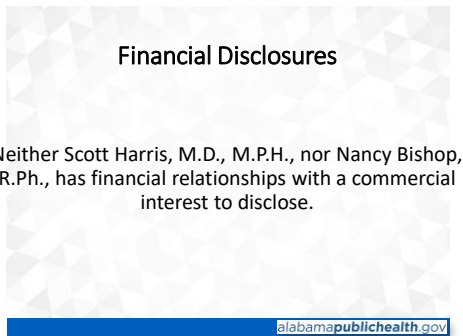 Financial Disclosures
Neither Scott Harris, M.D., M.P.H., nor Nancy Bishop,
R.Ph., has financial relationships with a commercial
interest to disclose.
alabamapublichealth.gov